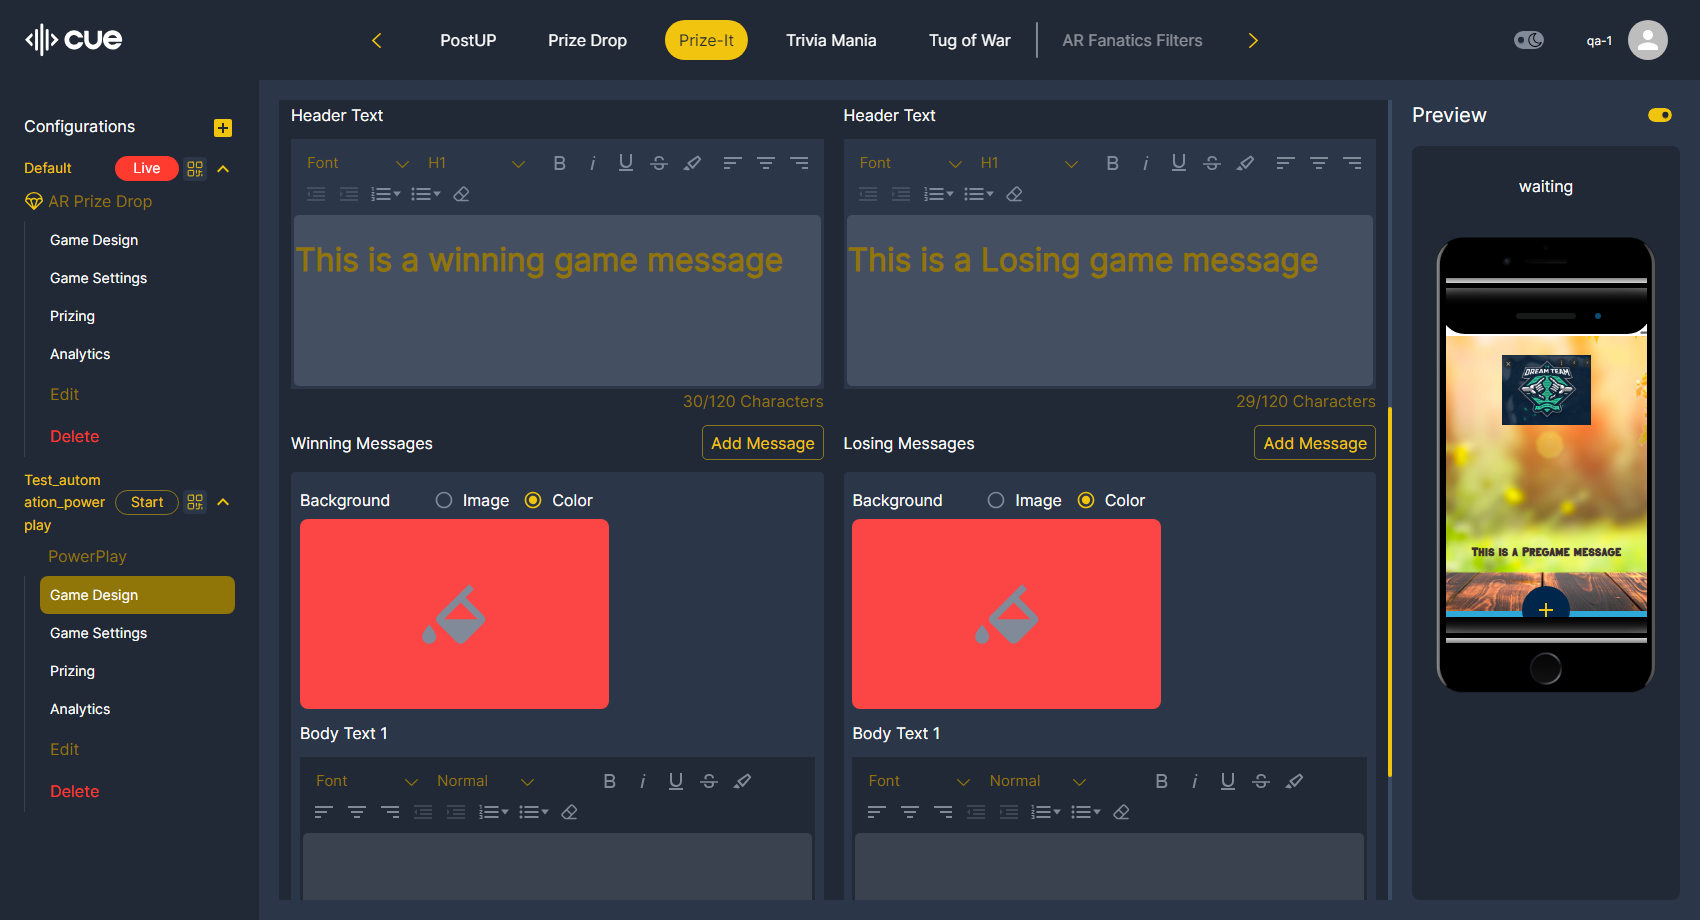 cue
PostUP
Prize Drop
Prize-It
Trivia Mania
Tug of War
AR Fanatics Filters
qa-1
Configurations
Default
Live
AR Prize Drop
Game Design
Game Settings
Prizing
Analytics
Edit
Delete
Test_autom
ation_power
play
Start
PowerPlay
Game Design
Game Settings
Prizing
Analytics
Edit
Delete
Header Text
Font
H1
This is a winning game message
30/120 Characters
Winning Messages
Add Message
Background
Image
Color
Body Text 1
Font
Normal
Header Text
Font
H1
This is a Losing game message
29/120 Characters
Losing Messages
Add Message
Background
Image
Color
Body Text 1
Font
Normal
Preview
waiting
DREAM TEAM
This is a Pregame message